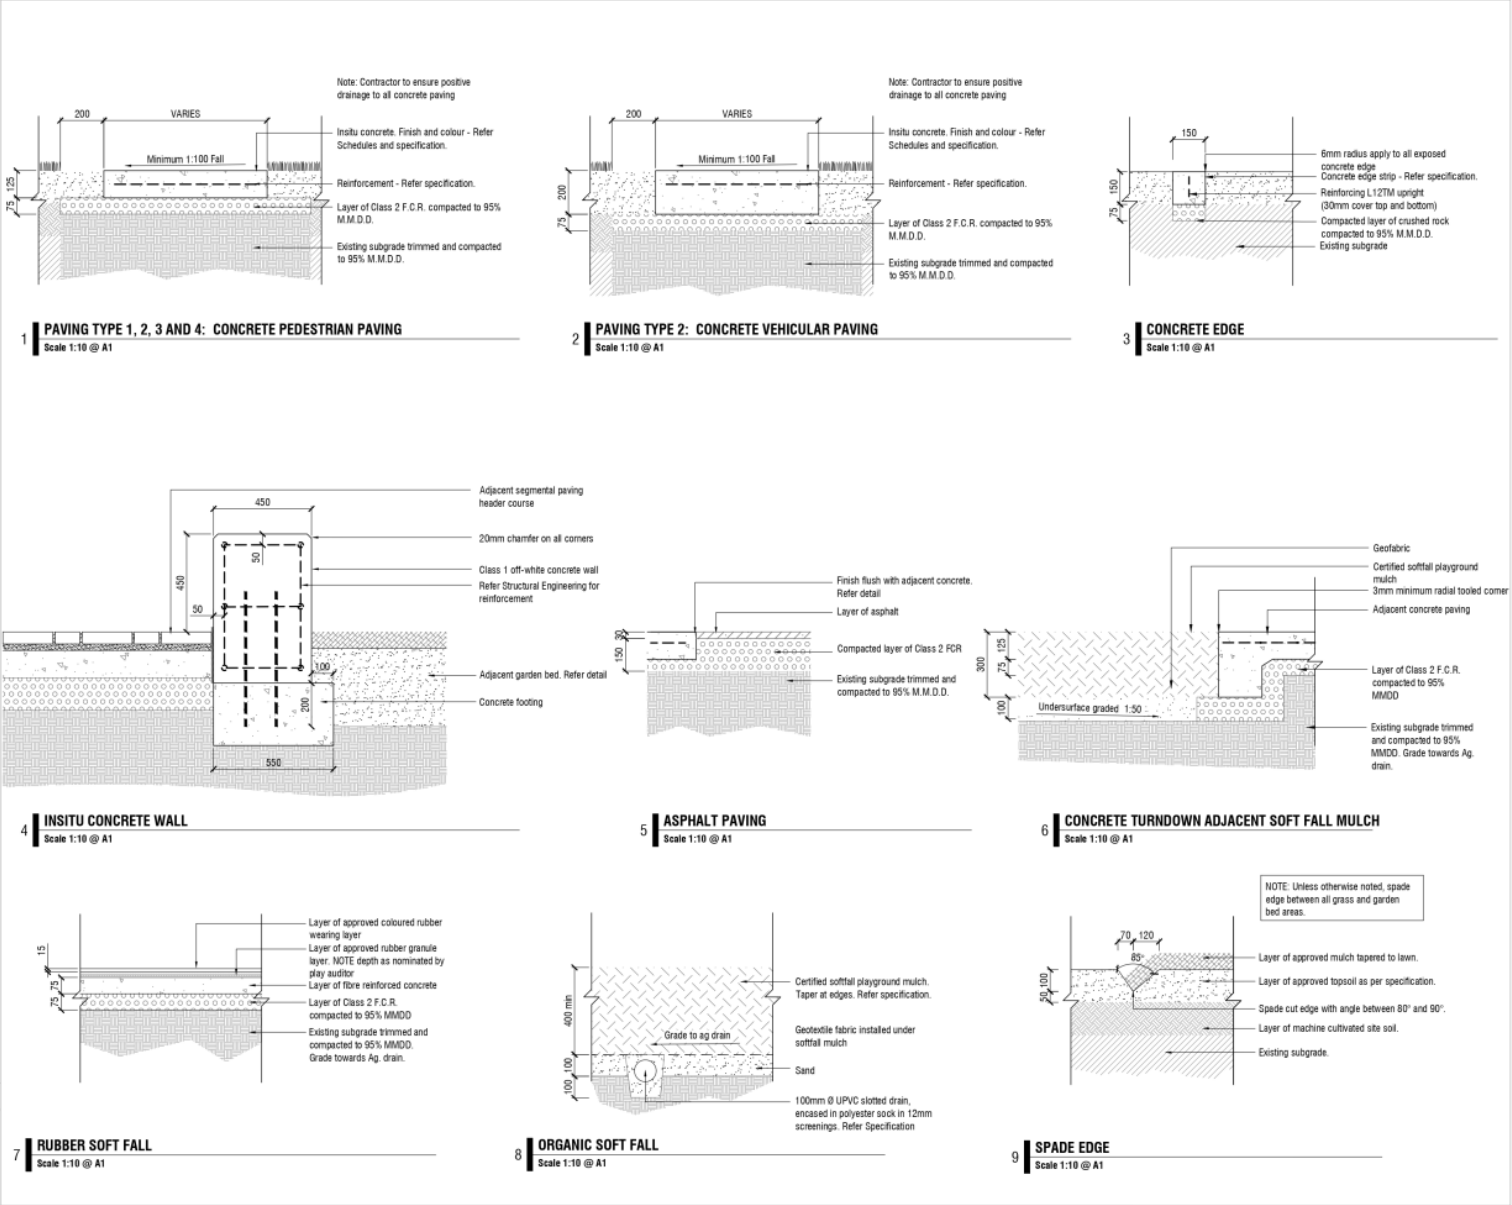 Note: Contractor to ensure positive
drainage to all concrete paving
200
VARIES
Insitu concrete. Finish and colour - Refer
Schedules and specification.
Minimum 1:100 Fall
125
75
Reinforcement - Refer specification.
Layer of Class 2 F.C.R. compacted to 95%
M.M.D.D.
Existing subgrade trimmed and compacted
to 95% M.M.D.D.
1
PAVING TYPE 1, 2, 3 AND 4: CONCRETE PEDESTRIAN PAVING
Scale 1:10 @ A1
Note: Contractor to ensure positive
drainage to all concrete paving
200
VARIES
Insitu concrete. Finish and colour - Refer
Schedules and specification.
Minimum 1:100 Fall
200
75
Reinforcement - Refer specification.
Layer of Class 2 F.C.R. compacted to 95%
M.M.D.D.
Existing subgrade trimmed and compacted
to 95% M.M.D.D.
2
PAVING TYPE 2: CONCRETE VEHICULAR PAVING
Scale 1:10 @ A1
150
150
75
6mm radius apply to all exposed
concrete edge
Concrete edge strip - Refer specification.
Reinforcing L12TM upright
(30mm cover top and bottom)
Compacted layer of crushed rock
compacted to 95% M.M.D.D.
Existing subgrade
3
CONCRETE EDGE
Scale 1:10 @ A1
Adjacent segmental paving
header course
450
20mm chamfer on all corners
50
450
Class 1 off-white concrete wall
Refer Structural Engineering for
reinforcement
50
100
Adjacent garden bed. Refer detail
200
Concrete footing
550
4
INSITU CONCRETE WALL
Scale 1:10 @ A1
Finish flush with adjacent concrete.
Refer detail
Layer of asphalt
30
150
Compacted layer of Class 2 FCR
Existing subgrade trimmed and
compacted to 95% M.M.D.D.
5
ASPHALT PAVING
Scale 1:10 @ A1
Geofabric
Certified softfall playground
mulch
3mm minimum radial tooled corner
Adjacent concrete paving
300
125
75
100
Layer of Class 2 F.C.R.
compacted to 95%
MMDD
Undersurface graded 1:50
Existing subgrade trimmed
and compacted to 95%
MMDD. Grade towards Ag.
drain.
6
CONCRETE TURNDOWN ADJACENT SOFT FALL MULCH
Scale 1:10 @ A1
Layer of approved coloured rubber
wearing layer
Layer of approved rubber granule
layer. NOTE depth as nominated by
play auditor
15
75
75
Layer of fibre reinforced concrete
Layer of Class 2 F.C.R.
compacted to 95% MMDD
Existing subgrade trimmed and
compacted to 95% MMDD.
Grade towards Ag. drain.
7
RUBBER SOFT FALL
Scale 1:10 @ A1
Certified softfall playground mulch.
Taper at edges. Refer specification.
400 min
Geotextile fabric installed under
softfall mulch
Grade to ag drain
100
100
Sand
100mm Ø UPVC slotted drain,
encased in polyester sock in 12mm
screenings. Refer Specification
8
ORGANIC SOFT FALL
Scale 1:10 @ A1
NOTE: Unless otherwise noted, spade
edge between all grass and garden
bed areas.
70
120
85°
100
50
Layer of approved mulch tapered to lawn.
Layer of approved topsoil as per specification.
Spade cut edge with angle between 80° and 90°.
Layer of machine cultivated site soil.
Existing subgrade.
9
SPADE EDGE
Scale 1:10 @ A1